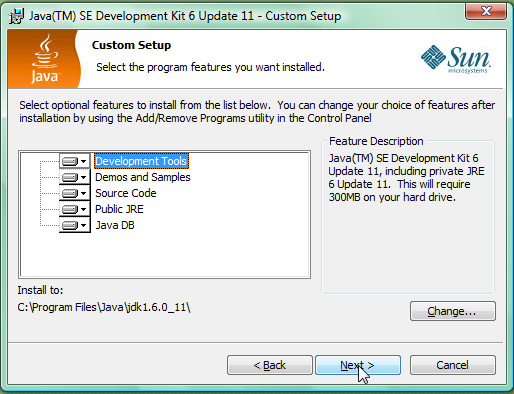 Java(TM) SE Development Kit 6 Update 11 - Custom Setup
Java
Custom Setup
Select the program features you want installed.
Sun
microsystems
Select optional features to install from the list below. You can change your choice of features after
installation by using the Add/Remove Programs utility in the Control Panel
Development Tools
Demos and Samples
Source Code
Public JRE
Java DB
Feature Description
Java(TM) SE Development Kit 6
Update 11, including private JRE
6 Update 11. This will require
300MB on your hard drive.
Install to:
C:\Program Files\Java\jdk1.6.0_11\
Change...
< Back
Next >
Cancel